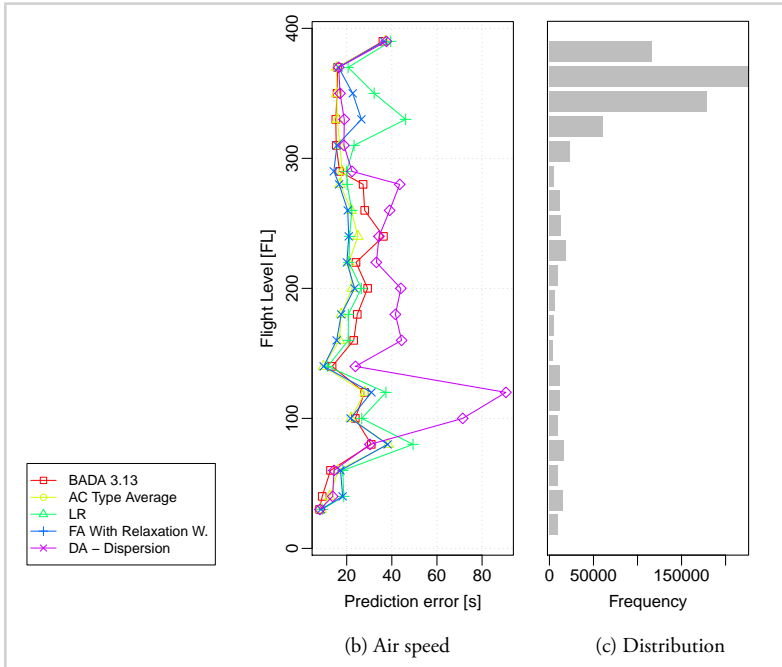 BADA 3.13
AC Type Average
LR
FA With Relaxation W.
DA − Dispersion
Flight Level [FL]
400
300
200
100
0
20 40 60 80
Prediction error [s]
(b) Air speed
0 50000 150000
Frequency
(c) Distribution